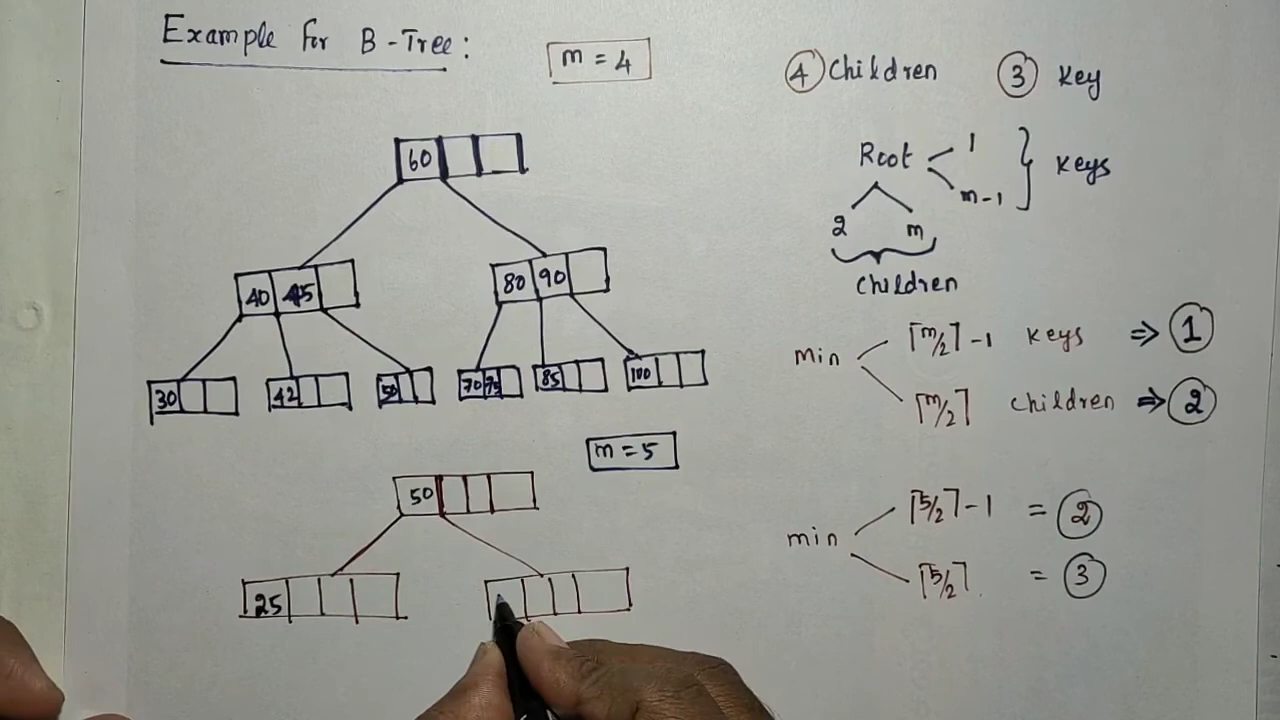 Example for B-Tree:
m = 4
④ Children ③ Key
60
Root 1
m-1 } Keys
2 m
Children
40 45
80 90
30
42
50
70 75
85
100
min ⌈m/2⌉ - 1 Keys ⇒ ①
⌈m/2⌉ Children ⇒ ②
m = 5
50
25
min ⌈5/2⌉ - 1 = ②
⌈5/2⌉ = ③